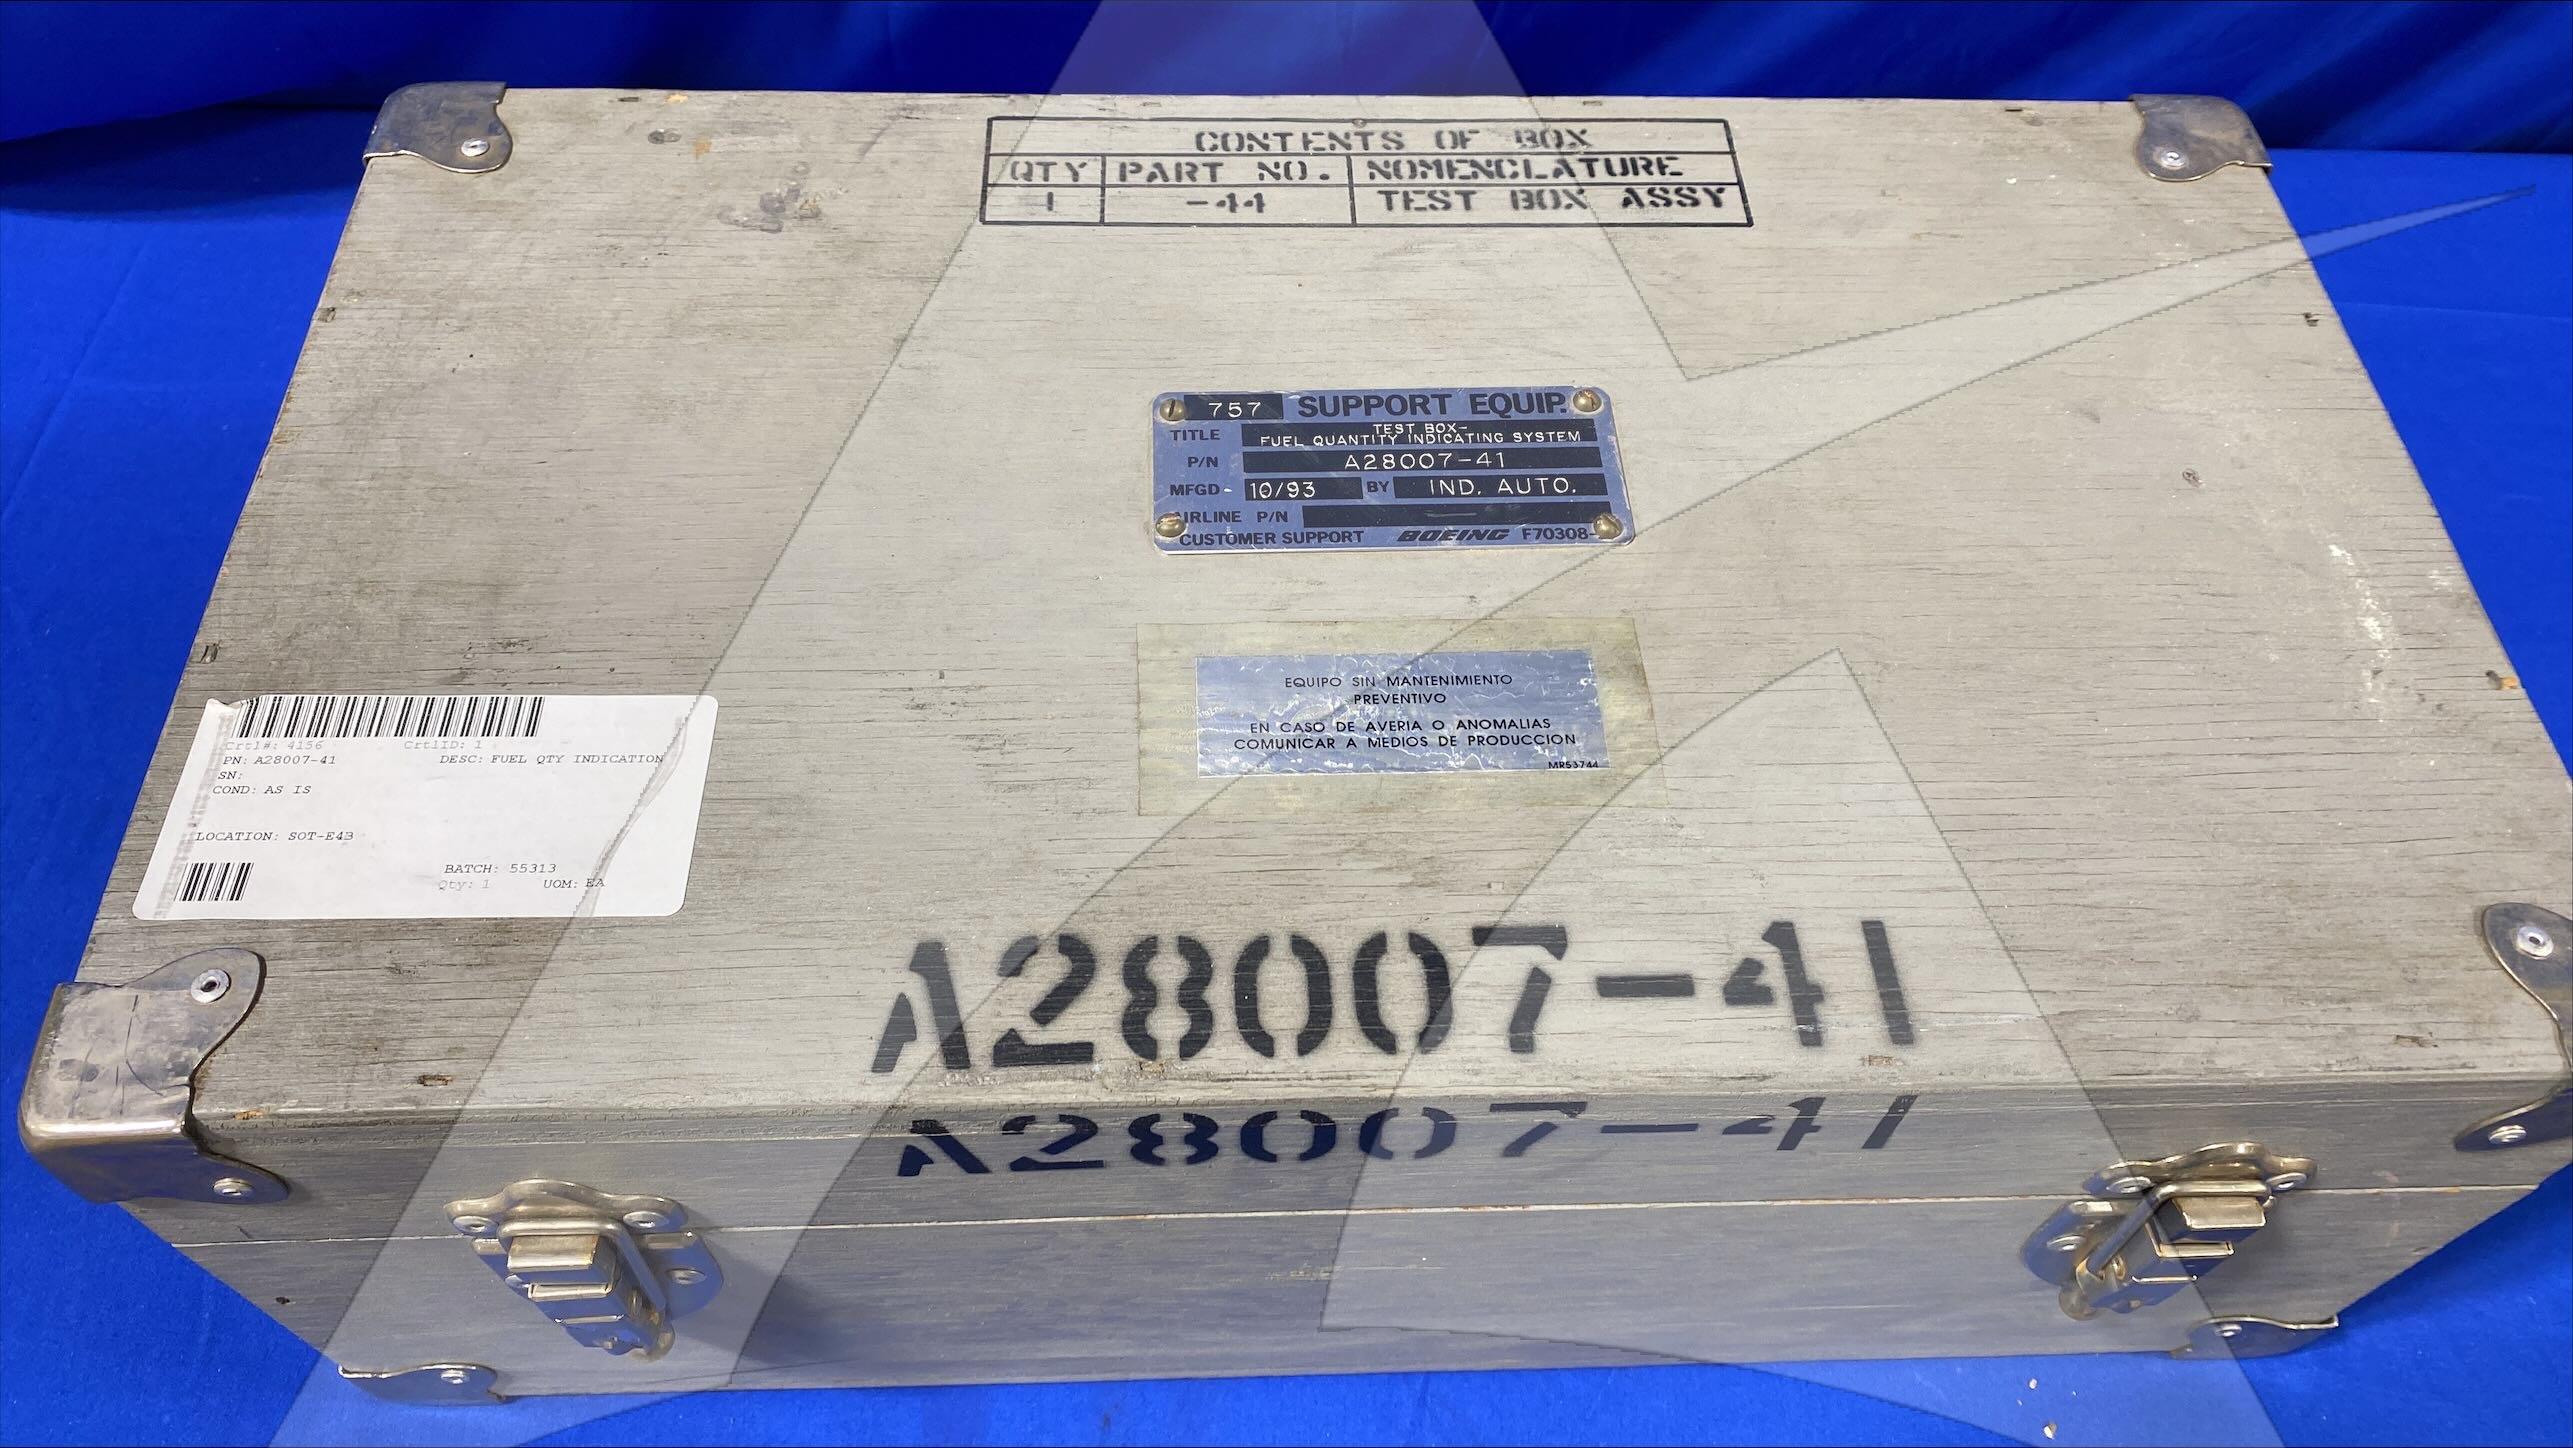 CONTENTS OF BOX
QTY PART NO. NOMENCLATURE
1 -44 TEST BOX ASSY
757 SUPPORT EQUIP.
TITLE TEST BOX-
FUEL QUANTITY INDICATING SYSTEM
P/N A28007-41
MFGD- 10/93 BY IND. AUTO.
AIRLINE P/N —
CUSTOMER SUPPORT BOEING F70308-
EQUIPO SIN MANTENIMIENTO
PREVENTIVO
EN CASO DE AVERIA O ANOMALIAS
COMUNICAR A MEDIOS DE PRODUCCION
MR53744
Crtl#: 4156 CrtlID: 1
PN: A28007-41 DESC: FUEL QTY INDICATION
SN:
COND: AS IS
LOCATION: SOT-E4B
BATCH: 55313
Qty: 1 UOM: EA
A28007-41
A28007-41